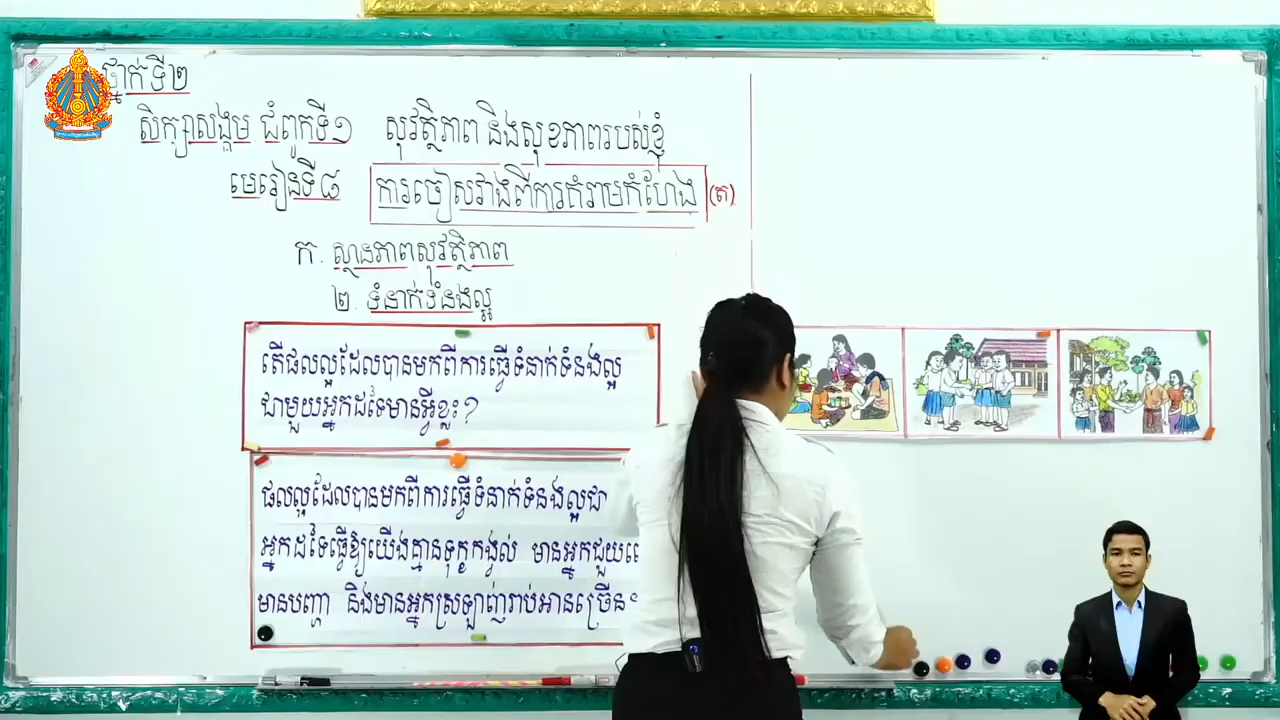 ថ្នាក់ទី២
សិក្សាសង្គម ជំពូកទី១ សុវត្ថិភាព និងសុខភាពរបស់ខ្ញុំ
មេរៀនទី៨ ការចៀសវាងពីការគំរាមកំហែង (ត)
ក. ស្ថានភាពសុវត្ថិភាព
២. ទំនាក់ទំនងល្អ
តើផលល្អដែលបានមកពីការធ្វើទំនាក់ទំនងល្អ
ជាមួយអ្នកដទៃមានអ្វីខ្លះ?
ផលល្អដែលបានមកពីការធ្វើទំនាក់ទំនងល្អជា
អ្នកដទៃធ្វើឱ្យយើងគ្មានទុក្ខកង្វល់ មានអ្នកជួយ
មានបញ្ហា និងមានអ្នកស្រឡាញ់រាប់អានច្រើន